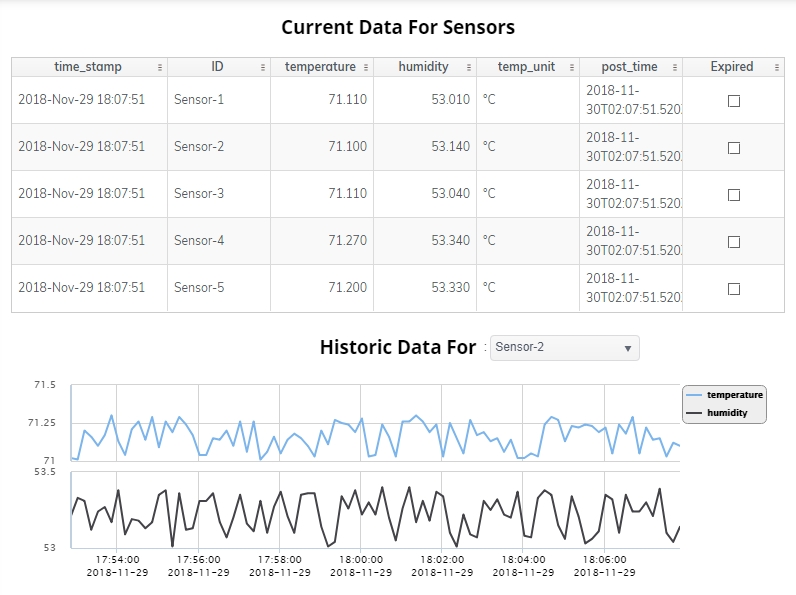 Current Data For Sensors
time_stamp ID temperature humidity temp_unit post_time Expired
2018-Nov-29 18:07:51 Sensor-1 71.110 53.010 °C 2018-11-
30T02:07:51.520
2018-Nov-29 18:07:51 Sensor-2 71.100 53.140 °C 2018-11-
30T02:07:51.520
2018-Nov-29 18:07:51 Sensor-3 71.110 53.040 °C 2018-11-
30T02:07:51.520
2018-Nov-29 18:07:51 Sensor-4 71.270 53.340 °C 2018-11-
30T02:07:51.520
2018-Nov-29 18:07:51 Sensor-5 71.200 53.330 °C 2018-11-
30T02:07:51.520
Historic Data For : Sensor-2
71.5
71.25
71
53.5
53
temperature
humidity
17:54:00 17:56:00 17:58:00 18:00:00 18:02:00 18:04:00 18:06:00
2018-11-29 2018-11-29 2018-11-29 2018-11-29 2018-11-29 2018-11-29 2018-11-29